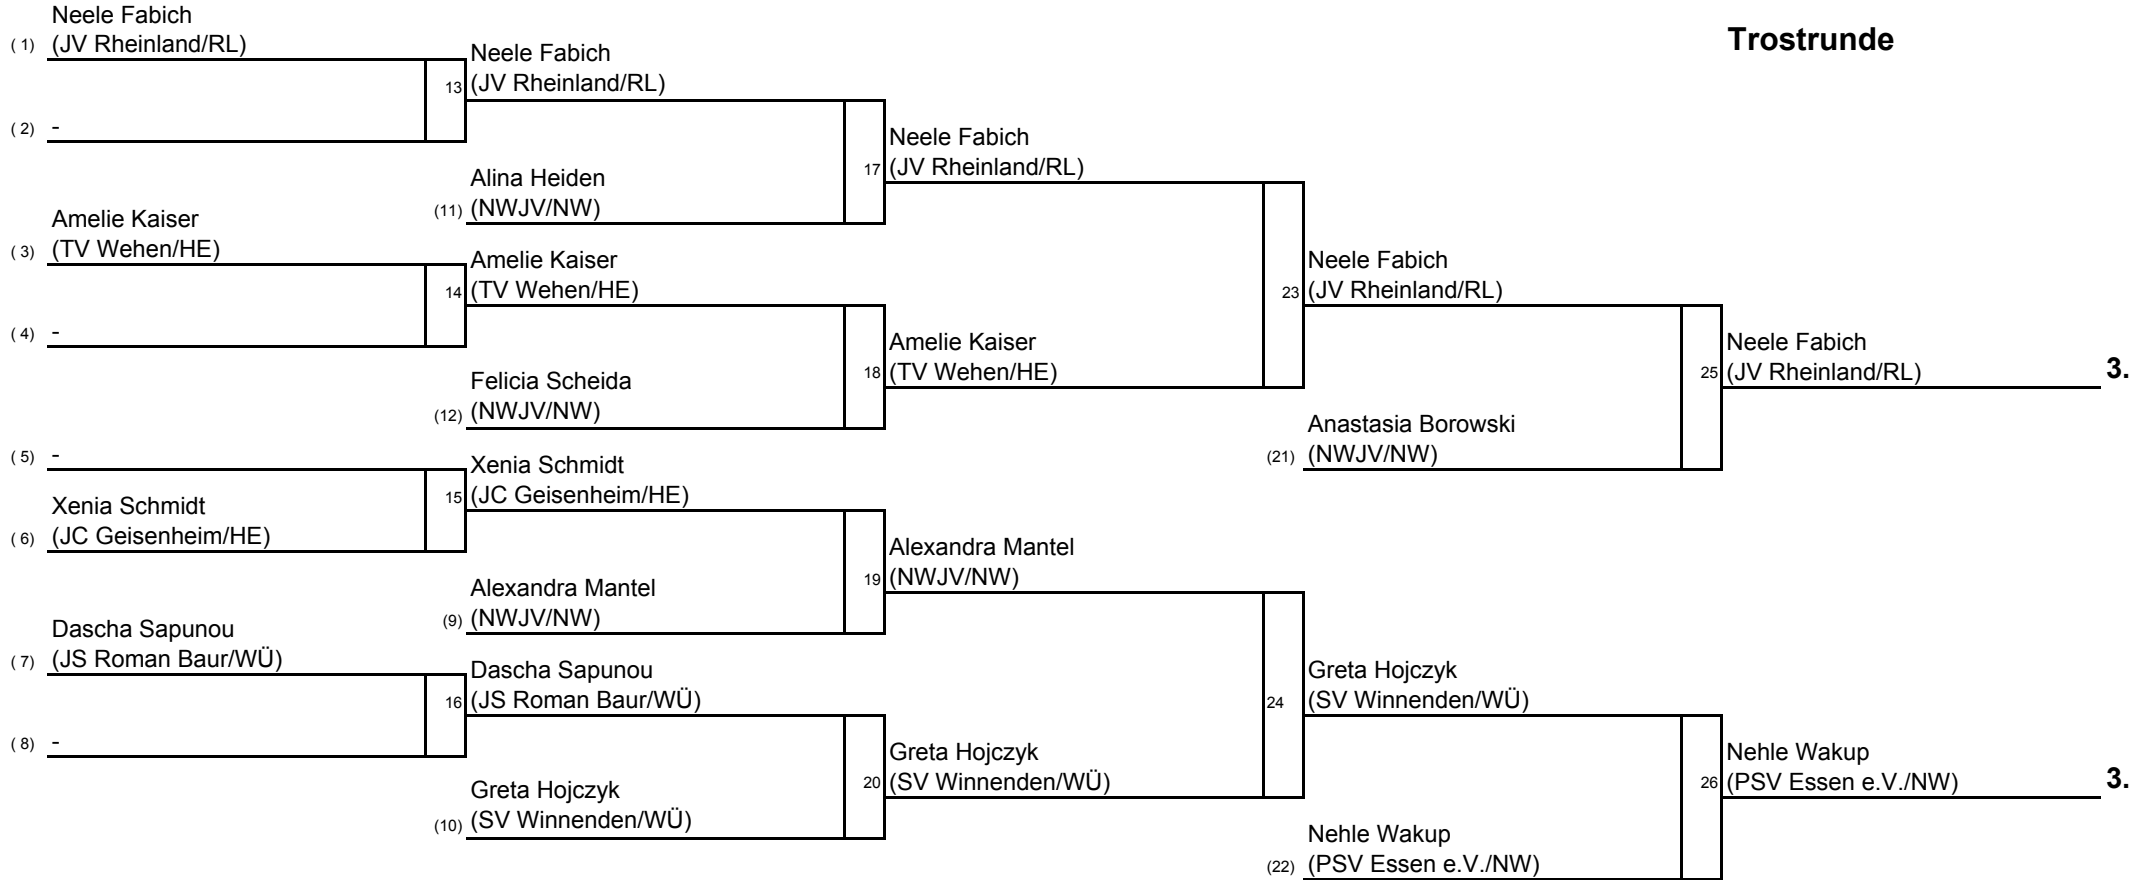 Trostrunde
Neele Fabich
( 1) (JV Rheinland/RL)
( 2) -
Amelie Kaiser
( 3) (TV Wehen/HE)
( 4) -
( 5) -
Xenia Schmidt
( 6) (JC Geisenheim/HE)
Dascha Sapunou
( 7) (JS Roman Baur/WÜ)
( 8) -
Neele Fabich
13 (JV Rheinland/RL)
Alina Heiden
(11) (NWJV/NW)
Amelie Kaiser
14 (TV Wehen/HE)
Felicia Scheida
(12) (NWJV/NW)
Xenia Schmidt
15 (JC Geisenheim/HE)
Alexandra Mantel
(9) (NWJV/NW)
Dascha Sapunou
16 (JS Roman Baur/WÜ)
Greta Hojczyk
(10) (SV Winnenden/WÜ)
Neele Fabich
17 (JV Rheinland/RL)
Amelie Kaiser
18 (TV Wehen/HE)
Alexandra Mantel
19 (NWJV/NW)
Greta Hojczyk
20 (SV Winnenden/WÜ)
Neele Fabich
23 (JV Rheinland/RL)
Anastasia Borowski
(21) (NWJV/NW)
Greta Hojczyk
24 (SV Winnenden/WÜ)
Nehle Wakup
(22) (PSV Essen e.V./NW)
Neele Fabich
25 (JV Rheinland/RL) 3.
Nehle Wakup
26 (PSV Essen e.V./NW) 3.